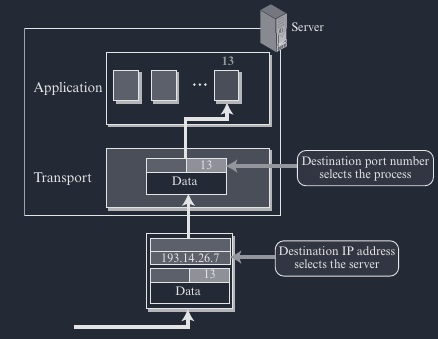 Server
13
Application
...
13
Destination port number
selects the process
Transport
Data
Destination IP address
selects the server
193.14.26.7
13
Data